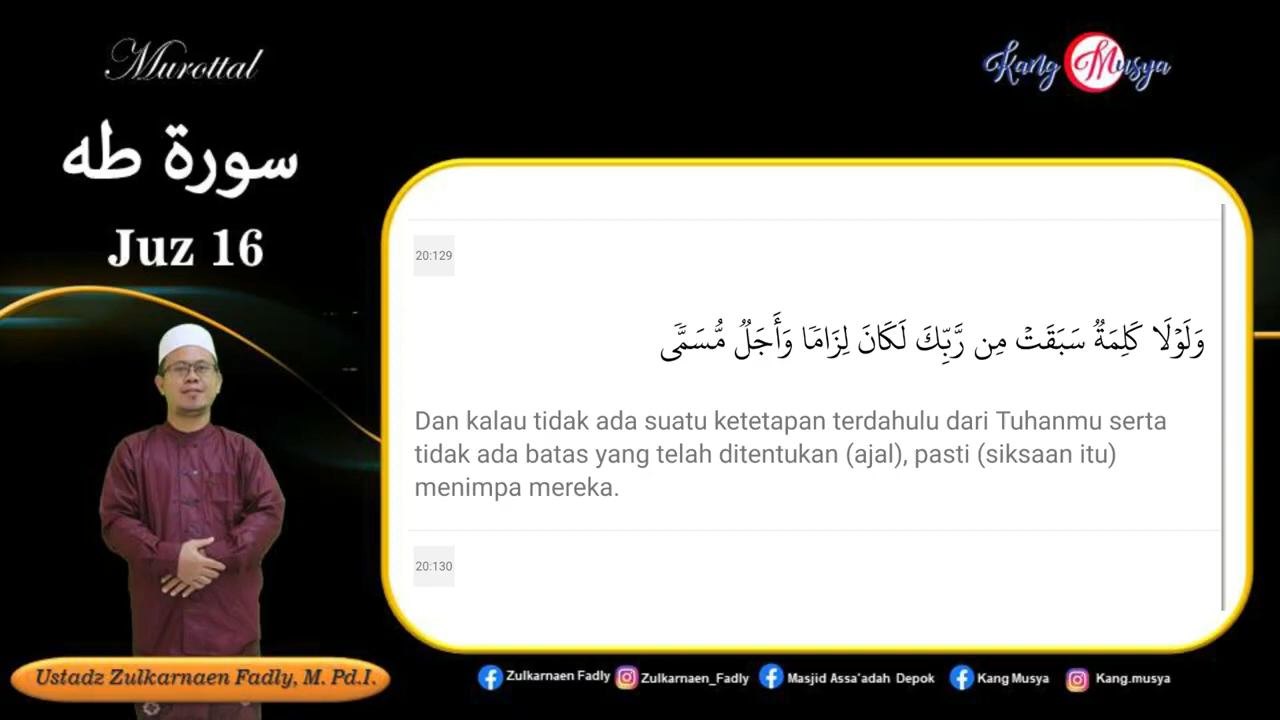 Murottal
سورة طه
Juz 16
Kang Musya
20:129
وَلَوْلَا كَلِمَةٌ سَبَقَتْ مِن رَّبِّكَ لَكَانَ لِزَامًا وَأَجَلٌ مُّسَمًّى
Dan kalau tidak ada suatu ketetapan terdahulu dari Tuhanmu serta
tidak ada batas yang telah ditentukan (ajal), pasti (siksaan itu)
menimpa mereka.
20:130
Ustadz Zulkarnaen Fadly, M. Pd.I.
Zulkarnaen Fadly Zulkarnaen_Fadly Masjid Assa'adah Depok Kang Musya Kang.musya